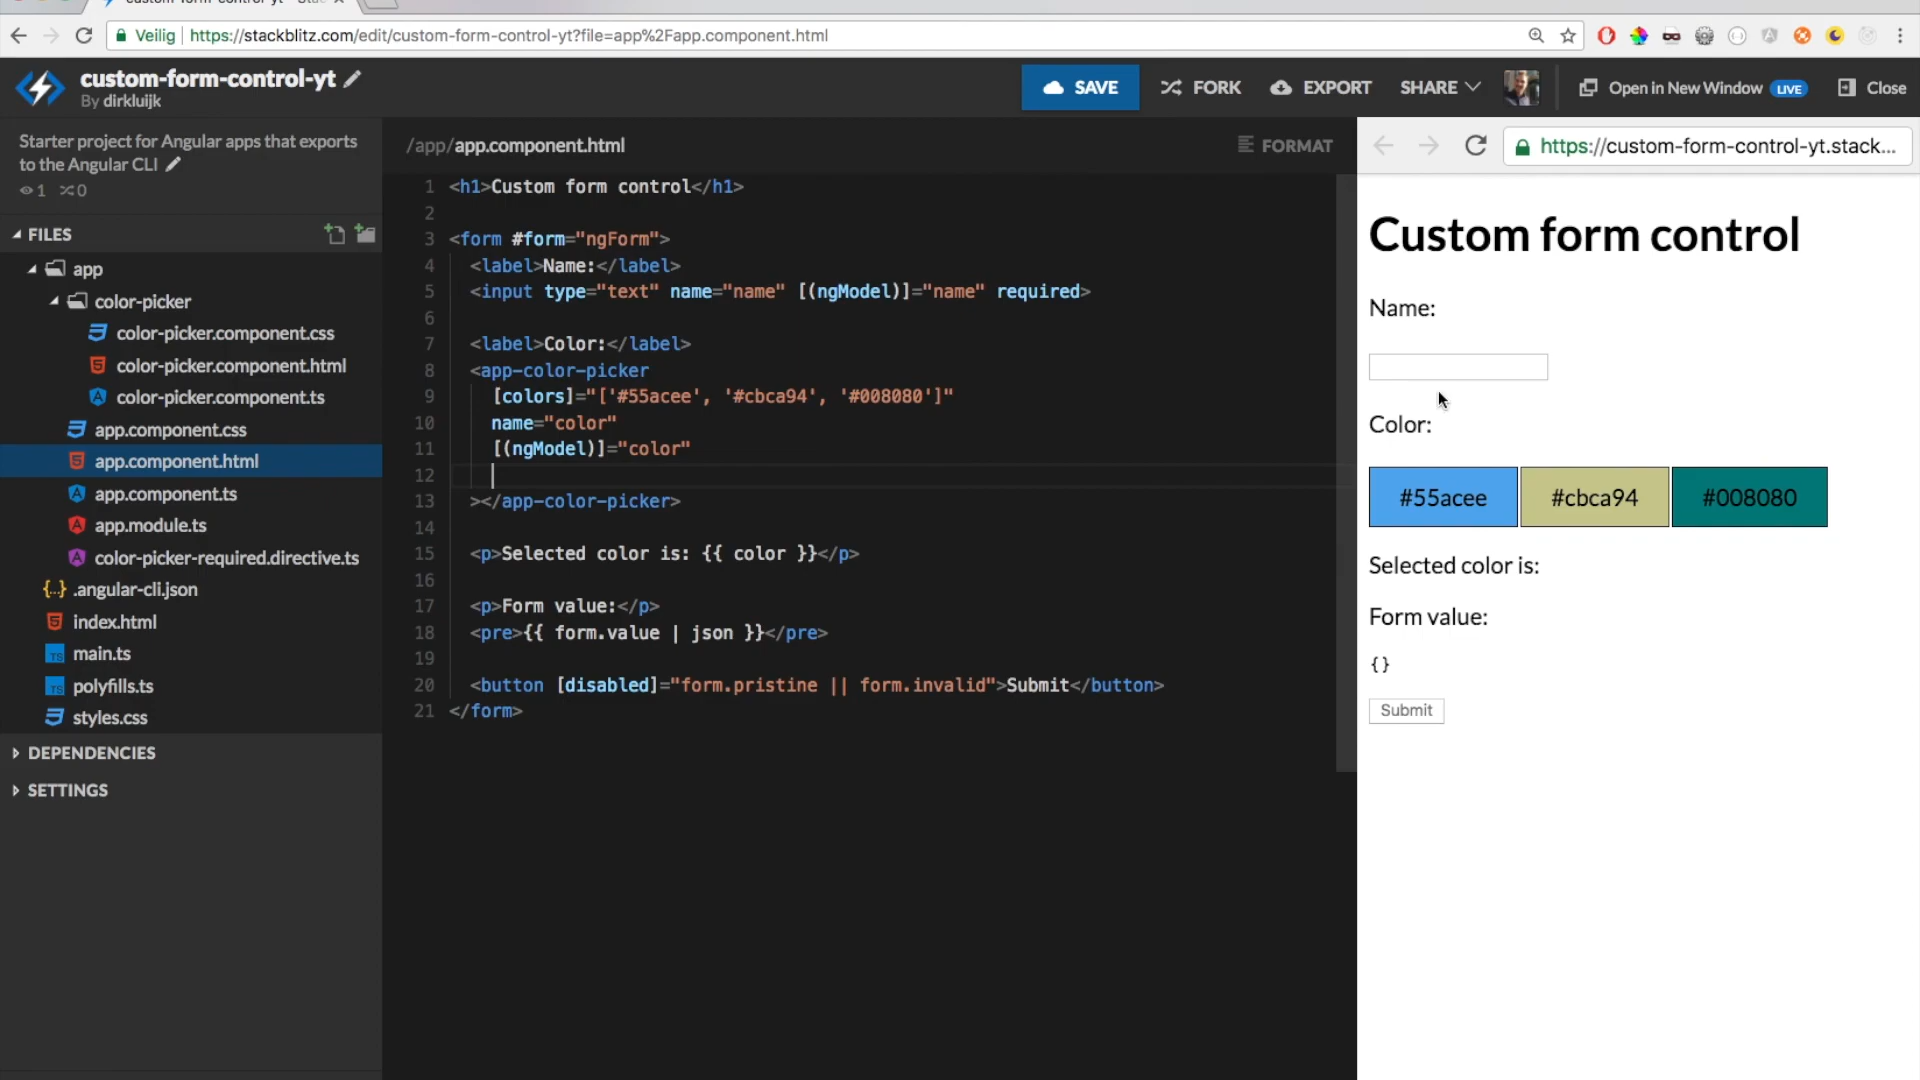 Veilig https://stackblitz.com/edit/custom-form-control-yt?file=app%2Fapp.component.html
custom-form-control-yt
By dirkluijk
SAVE
FORK
EXPORT
SHARE
Open in New Window LIVE
Close
Starter project for Angular apps that exports
to the Angular CLI
1 0
FILES
app
color-picker
color-picker.component.css
color-picker.component.html
color-picker.component.ts
app.component.css
app.component.html
app.component.ts
app.module.ts
color-picker-required.directive.ts
{..} .angular-cli.json
index.html
TS main.ts
TS polyfills.ts
styles.css
DEPENDENCIES
SETTINGS
/app/app.component.html
FORMAT
1 <h1>Custom form control</h1>
2
3 <form #form="ngForm">
4 <label>Name:</label>
5 <input type="text" name="name" [(ngModel)]="name" required>
6
7 <label>Color:</label>
8 <app-color-picker
9 [colors]="['#55acee', '#cbca94', '#008080']"
10 name="color"
11 [(ngModel)]="color"
12
13 ></app-color-picker>
14
15 <p>Selected color is: {{ color }}</p>
16
17 <p>Form value:</p>
18 <pre>{{ form.value | json }}</pre>
19
20 <button [disabled]="form.pristine || form.invalid">Submit</button>
21 </form>
https://custom-form-control-yt.stack...
Custom form control
Name:
Color:
#55acee #cbca94 #008080
Selected color is:
Form value:
{}
Submit